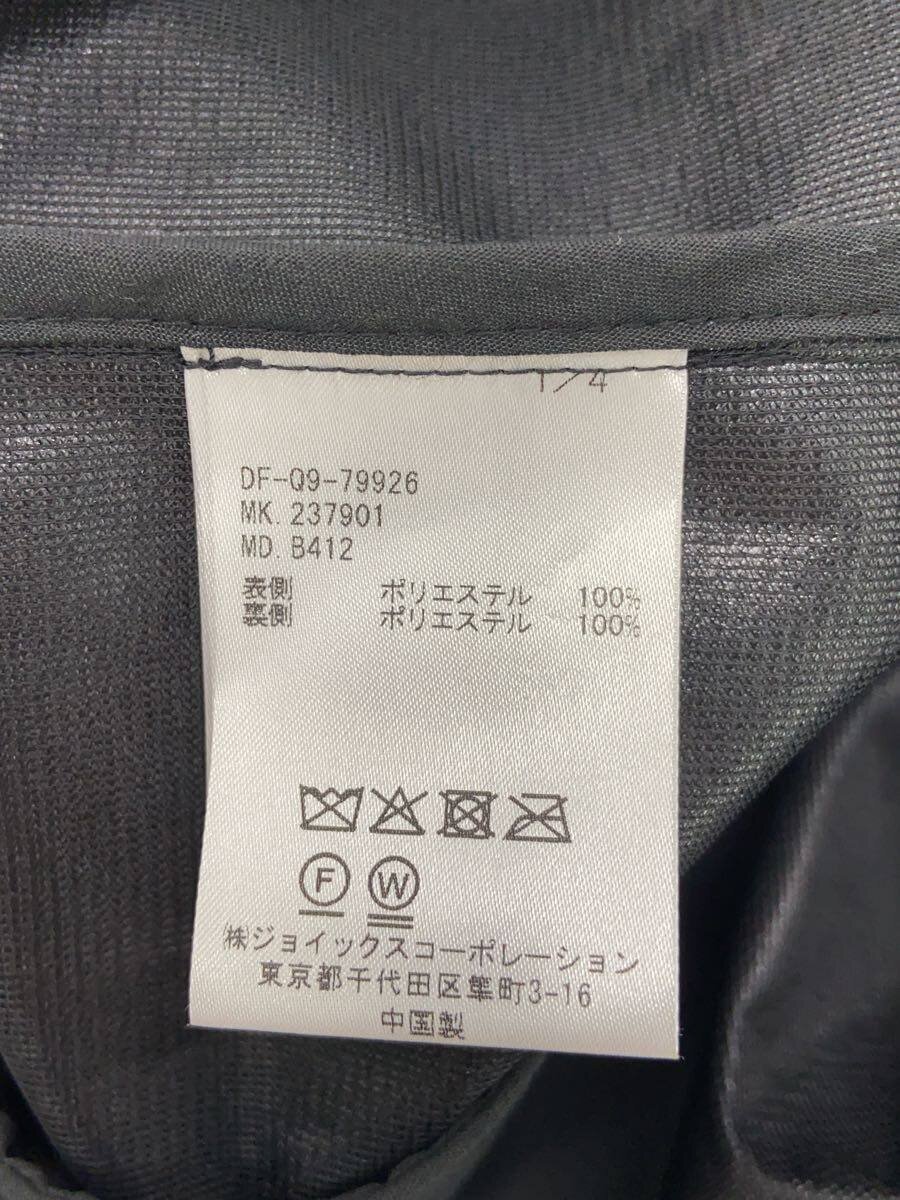 1/4
DF-Q9-79926
MK. 237901
MD. B412
表側 ポリエステル 100%
裏側 ポリエステル 100%
F W
㈱ジョイックスコーポレーション
東京都千代田区隼町3-16
中国製